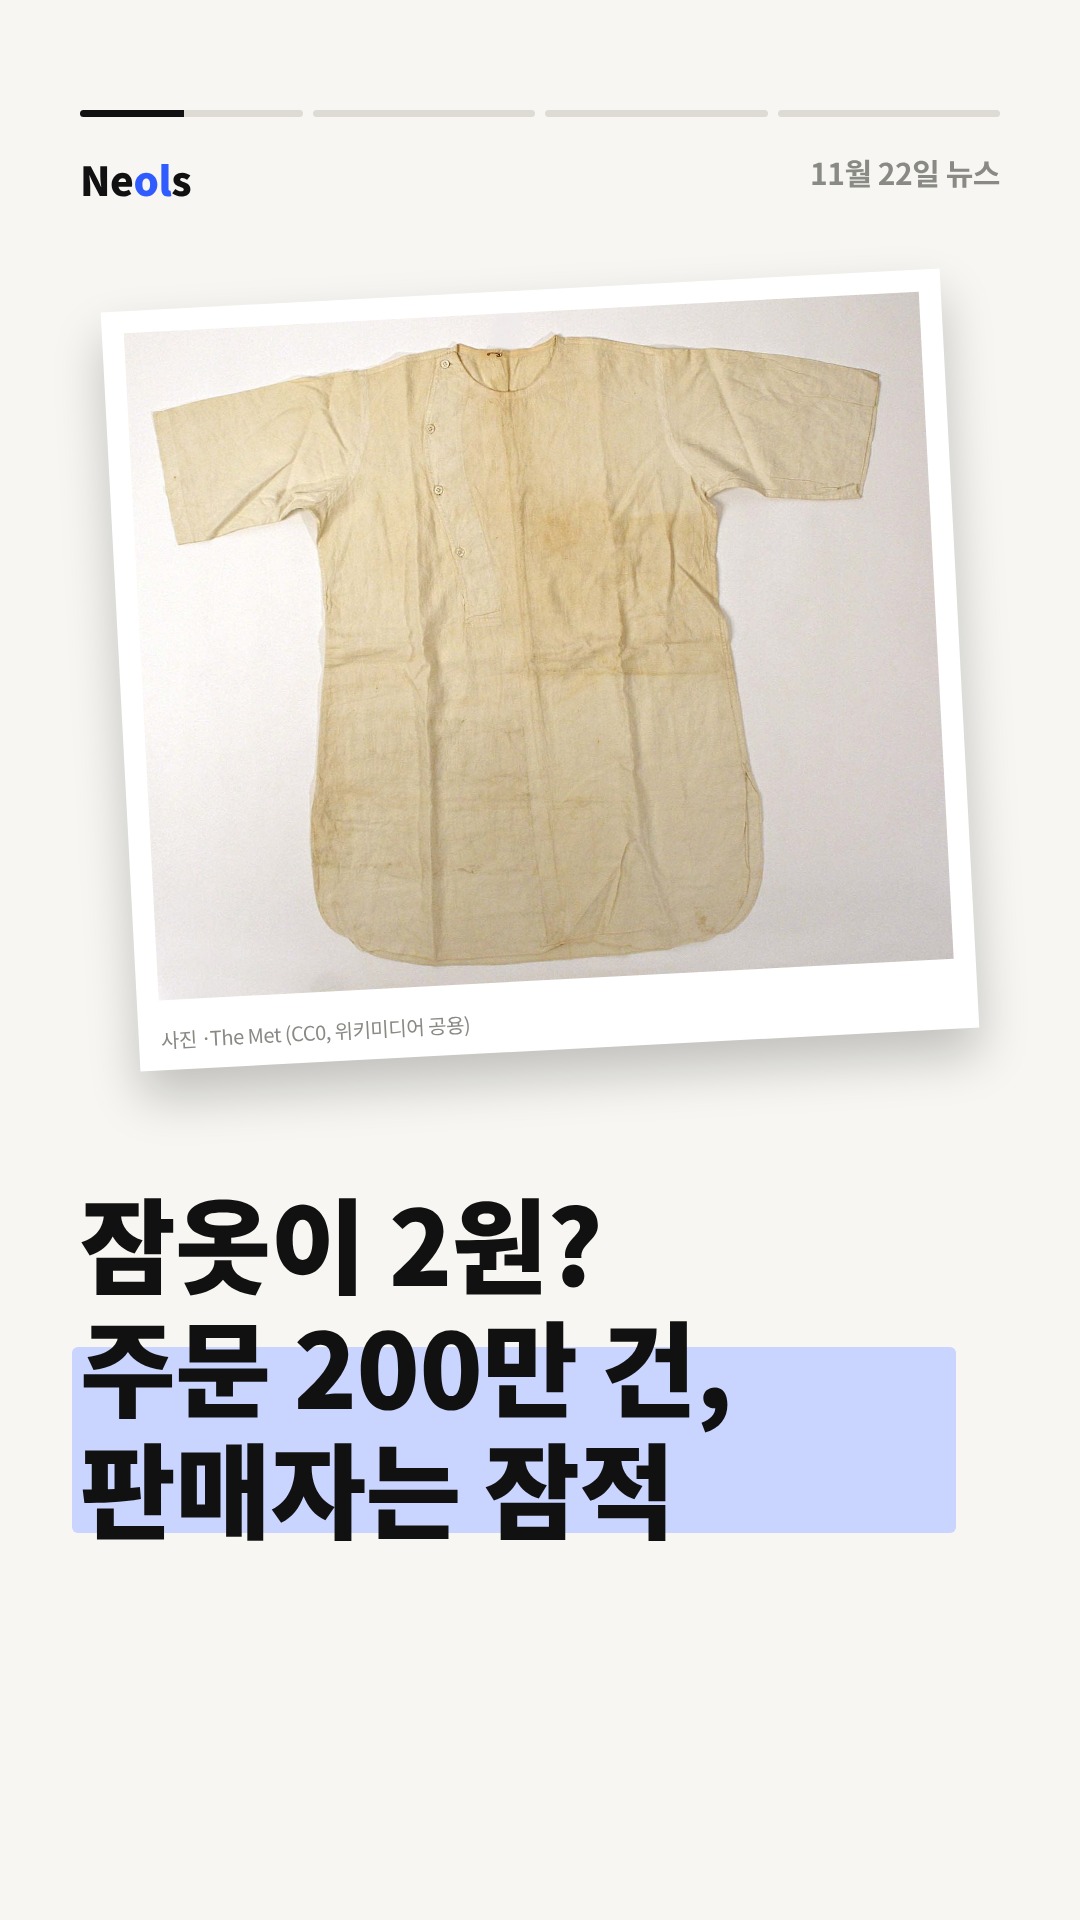 Neols
11월 22일 뉴스
사진 · The Met (CC0, 위키미디어 공용)
잠옷이 2원?
주문 200만 건,
판매자는 잠적